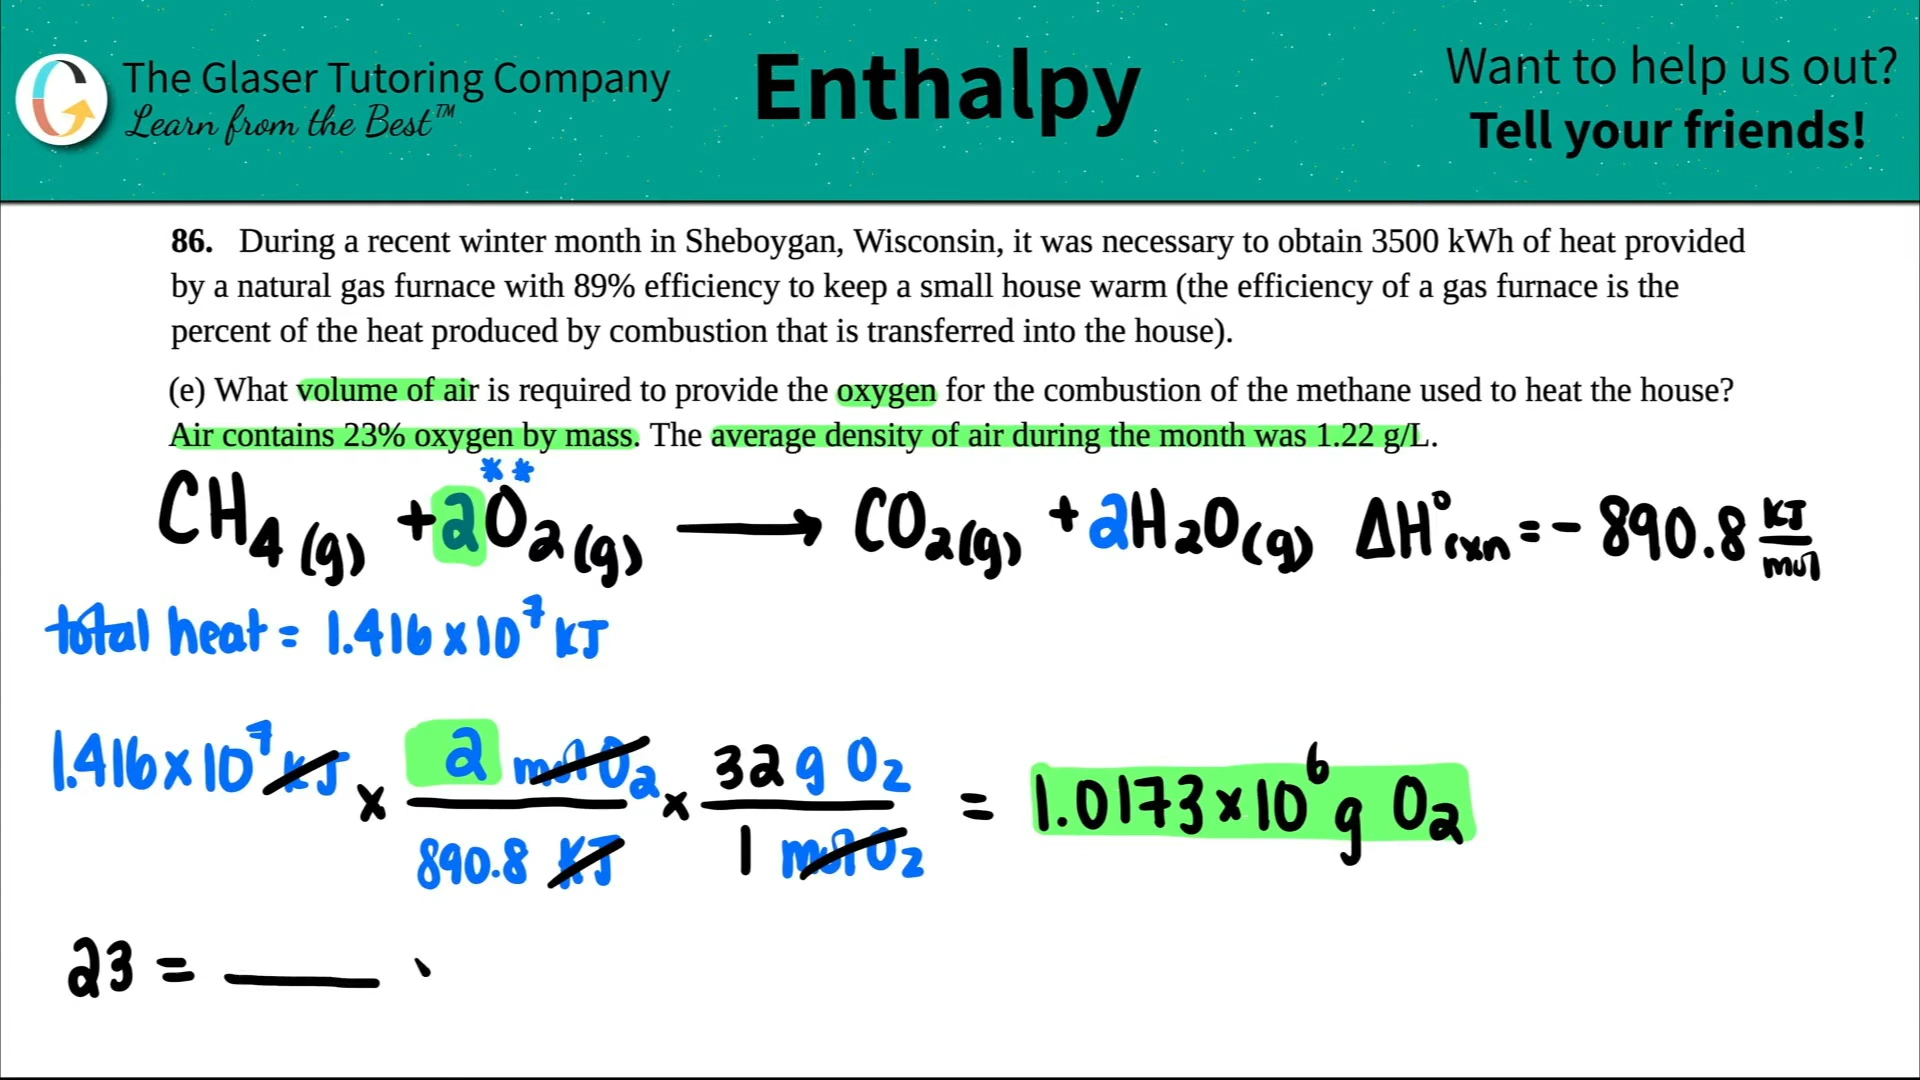 The Glaser Tutoring Company
Learn from the Best™
Enthalpy
Want to help us out?
Tell your friends!
86. During a recent winter month in Sheboygan, Wisconsin, it was necessary to obtain 3500 kWh of heat provided
by a natural gas furnace with 89% efficiency to keep a small house warm (the efficiency of a gas furnace is the
percent of the heat produced by combustion that is transferred into the house).
(e) What volume of air is required to provide the oxygen for the combustion of the methane used to heat the house?
Air contains 23% oxygen by mass. The average density of air during the month was 1.22 g/L.
* *
CH₄(g) + 2O₂(g) → CO₂(g) + 2H₂O(g) ΔH°rxn = - 890.8 KJ/mol
total heat = 1.416 x 10⁷ KJ
1.416 x 10⁷ KJ x 2 mol O₂ / 890.8 KJ x 32 g O₂ / 1 mol O₂ = 1.0173 x 10⁶ g O₂
23 =